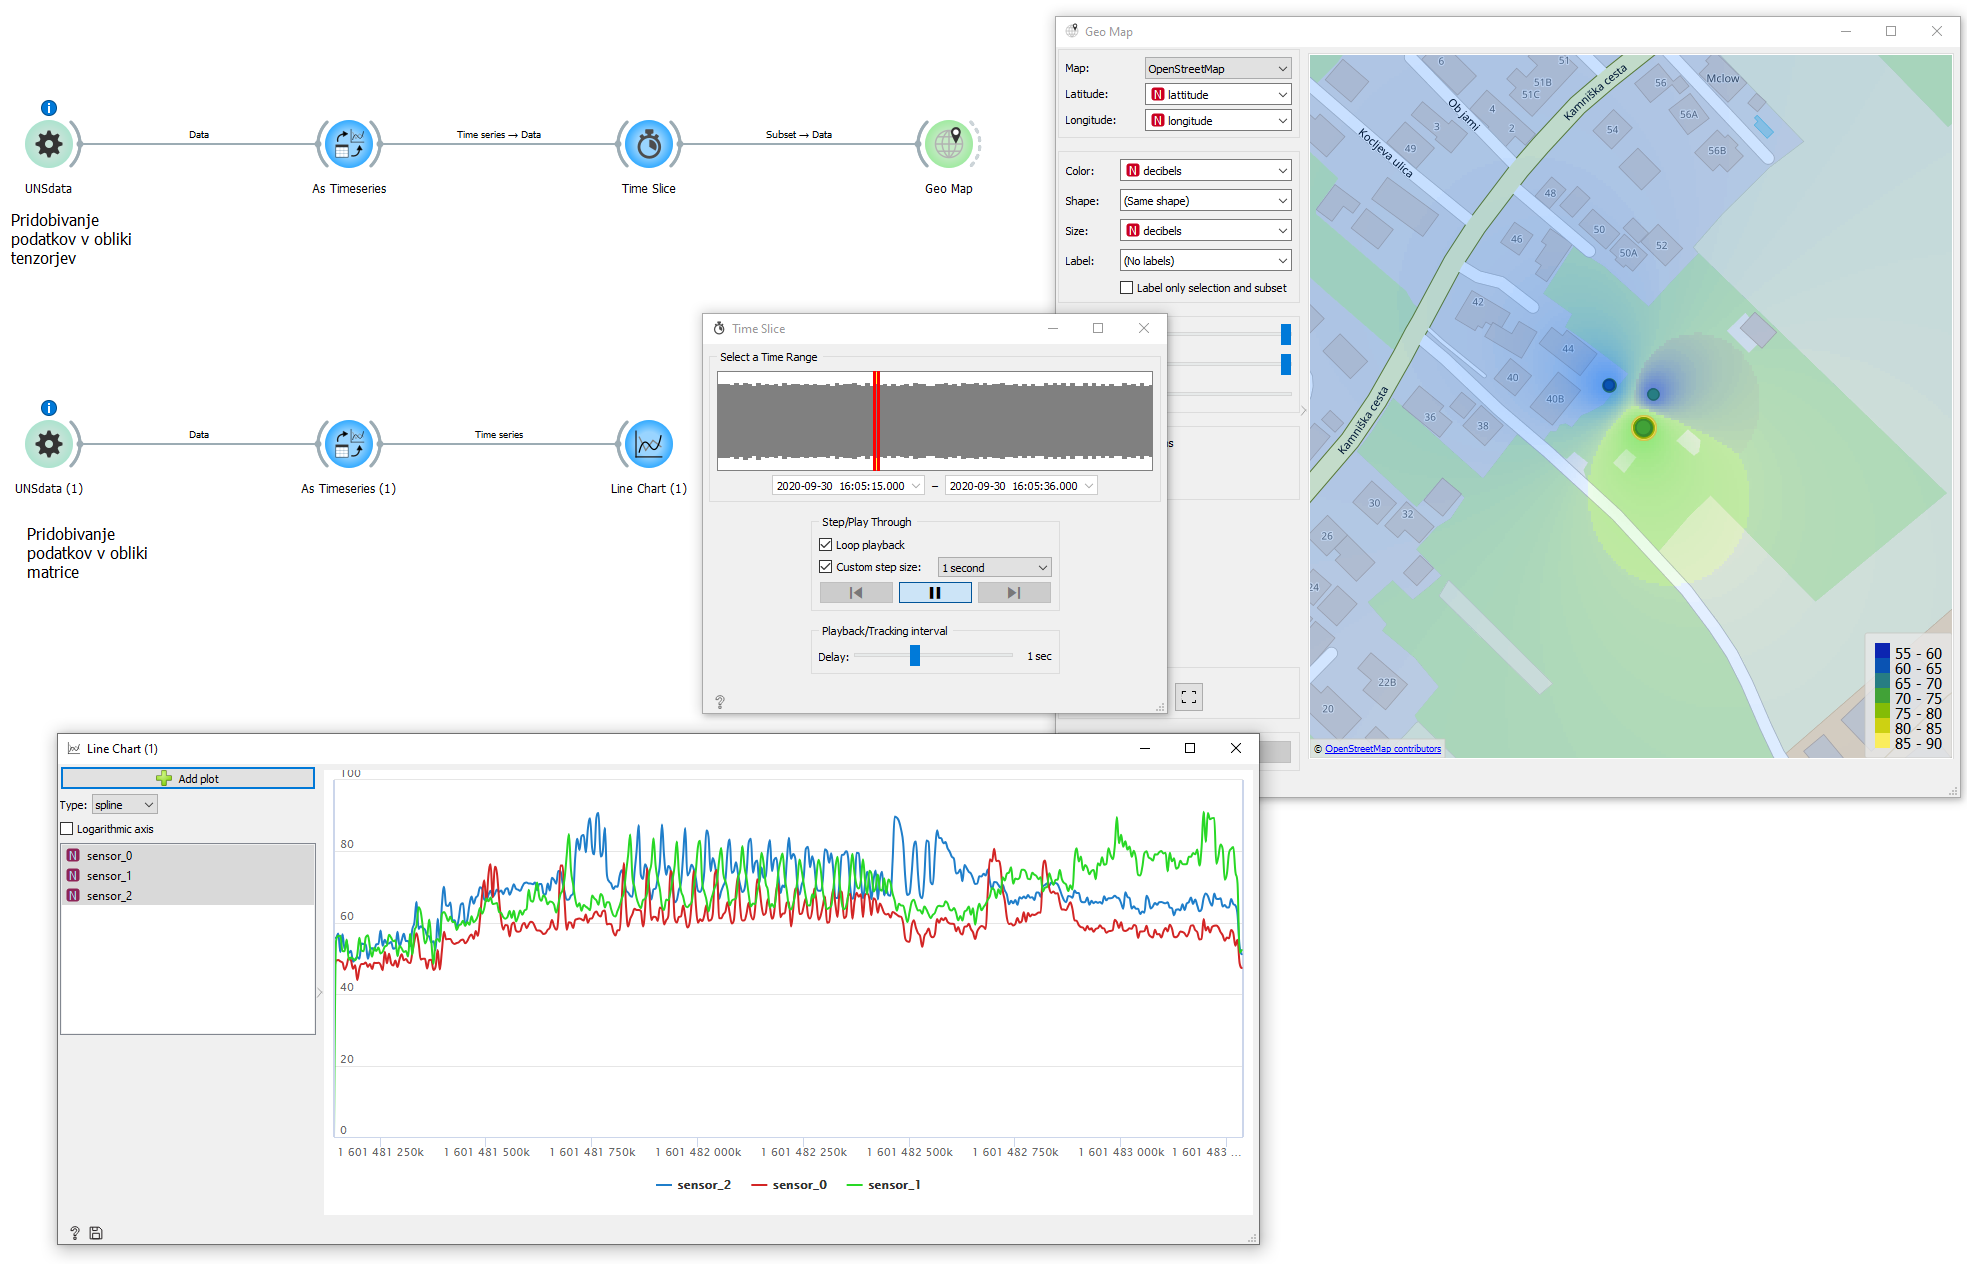 Data
Time series → Data
Subset → Data
UNSdata
As Timeseries
Time Slice
Geo Map
Pridobivanje
podatkov v obliki
tenzorjev
Data
Time series
UNSdata (1)
As Timeseries (1)
Line Chart (1)
Pridobivanje
podatkov v obliki
matrice
Geo Map
Map: OpenStreetMap
Latitude: N lattitude
Longitude: N longitude
Color: N decibels
Shape: (Same shape)
Size: N decibels
Label: (No labels)
Label only selection and subset
6
51
51B
51C
56
Mclow
Kamniška cesta
Ob jami
4
56A
3
2
54
Kocljeva ulica
49
56B
48
50
46
52
50A
42
44
40
40B
Kamniška cesta
36
38
30
32
26
24
22B
20
55 - 60
60 - 65
65 - 70
70 - 75
75 - 80
80 - 85
85 - 90
© OpenStreetMap contributors
Time Slice
Select a Time Range
2020-09-30 16:05:15.000 – 2020-09-30 16:05:36.000
Step/Play Through
Loop playback
Custom step size: 1 second
Playback/Tracking interval
Delay: 1 sec
?
Line Chart (1)
Add plot
Type: spline
Logarithmic axis
N sensor_0
N sensor_1
N sensor_2
100
80
60
40
20
0
1 601 481 250k 1 601 481 500k 1 601 481 750k 1 601 482 000k 1 601 482 250k 1 601 482 500k 1 601 482 750k 1 601 483 000k 1 601 483 ...
sensor_2 sensor_0 sensor_1
?